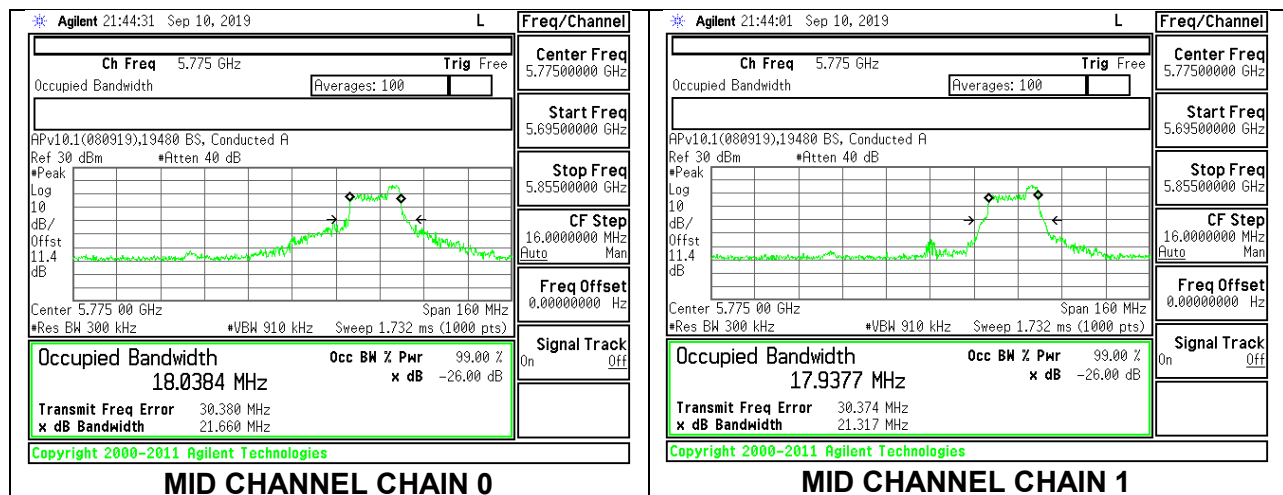 Agilent 21:44:31 Sep 10, 2019 L Freq/Channel
Ch Freq 5.775 GHz Trig Free
Occupied Bandwidth Averages: 100
Center Freq
5.77500000 GHz
Start Freq
5.69500000 GHz
APv10.1(080919),19480 BS, Conducted A
Ref 30 dBm #Atten 40 dB
#Peak
Log
10
dB/
Offst
11.4
dB
Stop Freq
5.85500000 GHz
CF Step
16.0000000 MHz
Auto Man
Freq Offset
0.00000000 Hz
Center 5.775 00 GHz Span 160 MHz
#Res BW 300 kHz #VBW 910 kHz Sweep 1.732 ms (1000 pts)
Signal Track
On Off
Occupied Bandwidth Occ BW % Pwr 99.00 %
18.0384 MHz x dB -26.00 dB
Transmit Freq Error 30.380 MHz
x dB Bandwidth 21.660 MHz
Copyright 2000-2011 Agilent Technologies
MID CHANNEL CHAIN 0
Agilent 21:44:01 Sep 10, 2019 L Freq/Channel
Ch Freq 5.775 GHz Trig Free
Occupied Bandwidth Averages: 100
Center Freq
5.77500000 GHz
Start Freq
5.69500000 GHz
APv10.1(080919),19480 BS, Conducted A
Ref 30 dBm #Atten 40 dB
#Peak
Log
10
dB/
Offst
11.4
dB
Stop Freq
5.85500000 GHz
CF Step
16.0000000 MHz
Auto Man
Freq Offset
0.00000000 Hz
Center 5.775 00 GHz Span 160 MHz
#Res BW 300 kHz #VBW 910 kHz Sweep 1.732 ms (1000 pts)
Signal Track
On Off
Occupied Bandwidth Occ BW % Pwr 99.00 %
17.9377 MHz x dB -26.00 dB
Transmit Freq Error 30.374 MHz
x dB Bandwidth 21.317 MHz
Copyright 2000-2011 Agilent Technologies
MID CHANNEL CHAIN 1